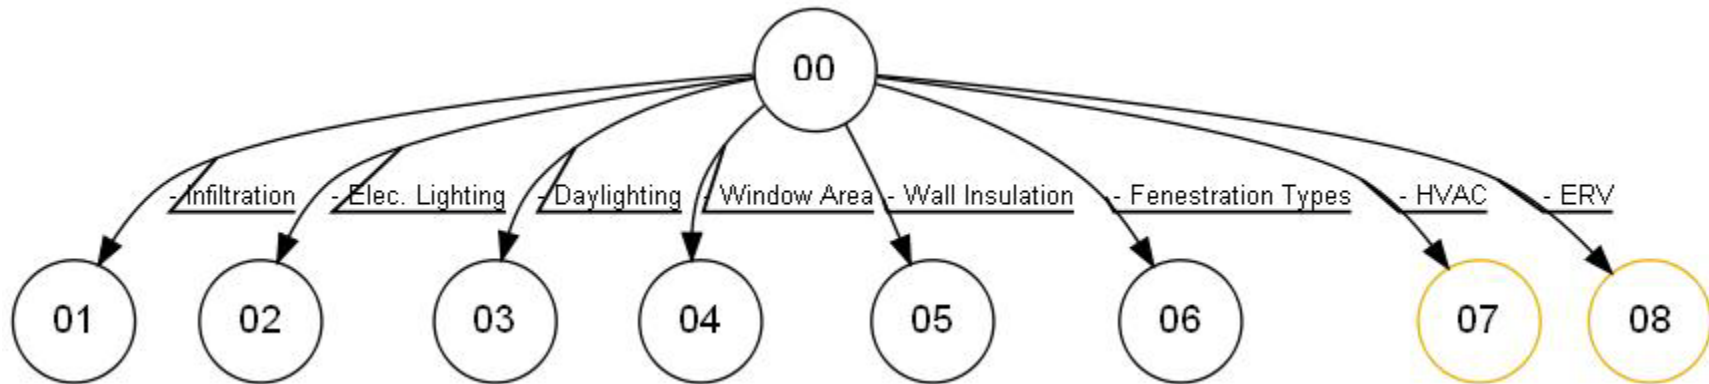 00
- Infiltration
- Elec. Lighting
- Daylighting
- Window Area
- Wall Insulation
- Fenestration Types
- HVAC
- ERV
01
02
03
04
05
06
07
08